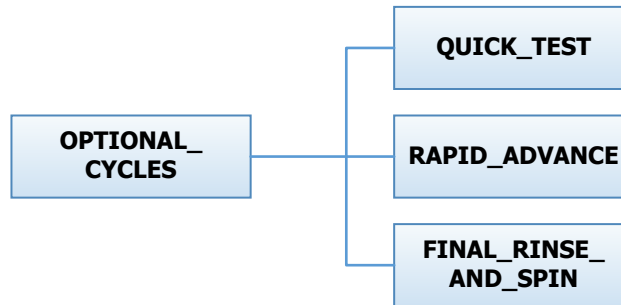 OPTIONAL_
CYCLES
QUICK_TEST
RAPID_ADVANCE
FINAL_RINSE_
AND_SPIN